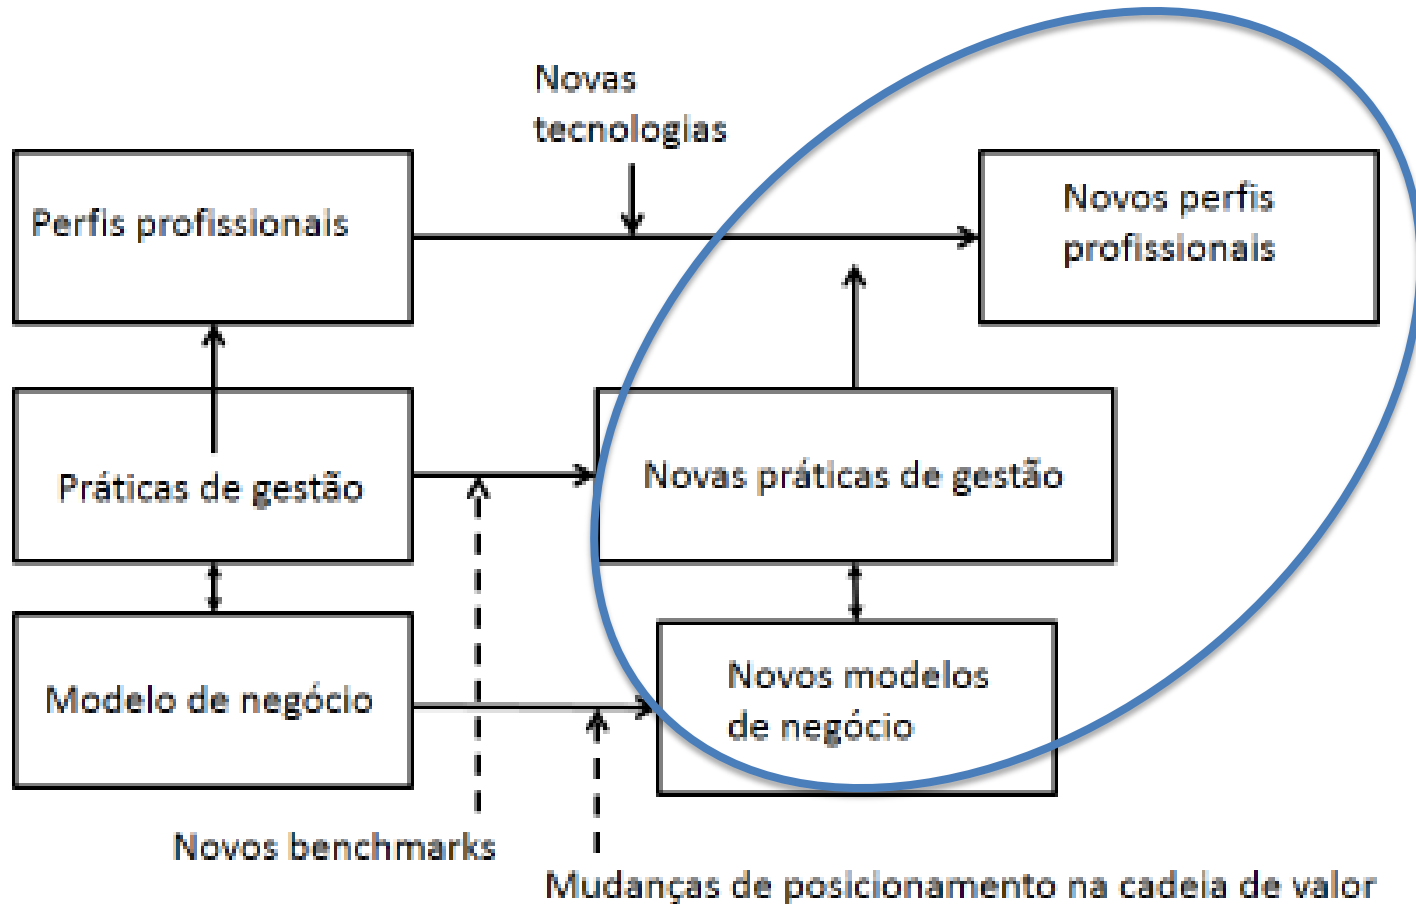 Novas
tecnologias
Perfis profissionais
Novos perfis
profissionais
Práticas de gestão
Novas práticas de gestão
Modelo de negócio
Novos modelos
de negócio
Novos benchmarks
Mudanças de posicionamento na cadeia de valor